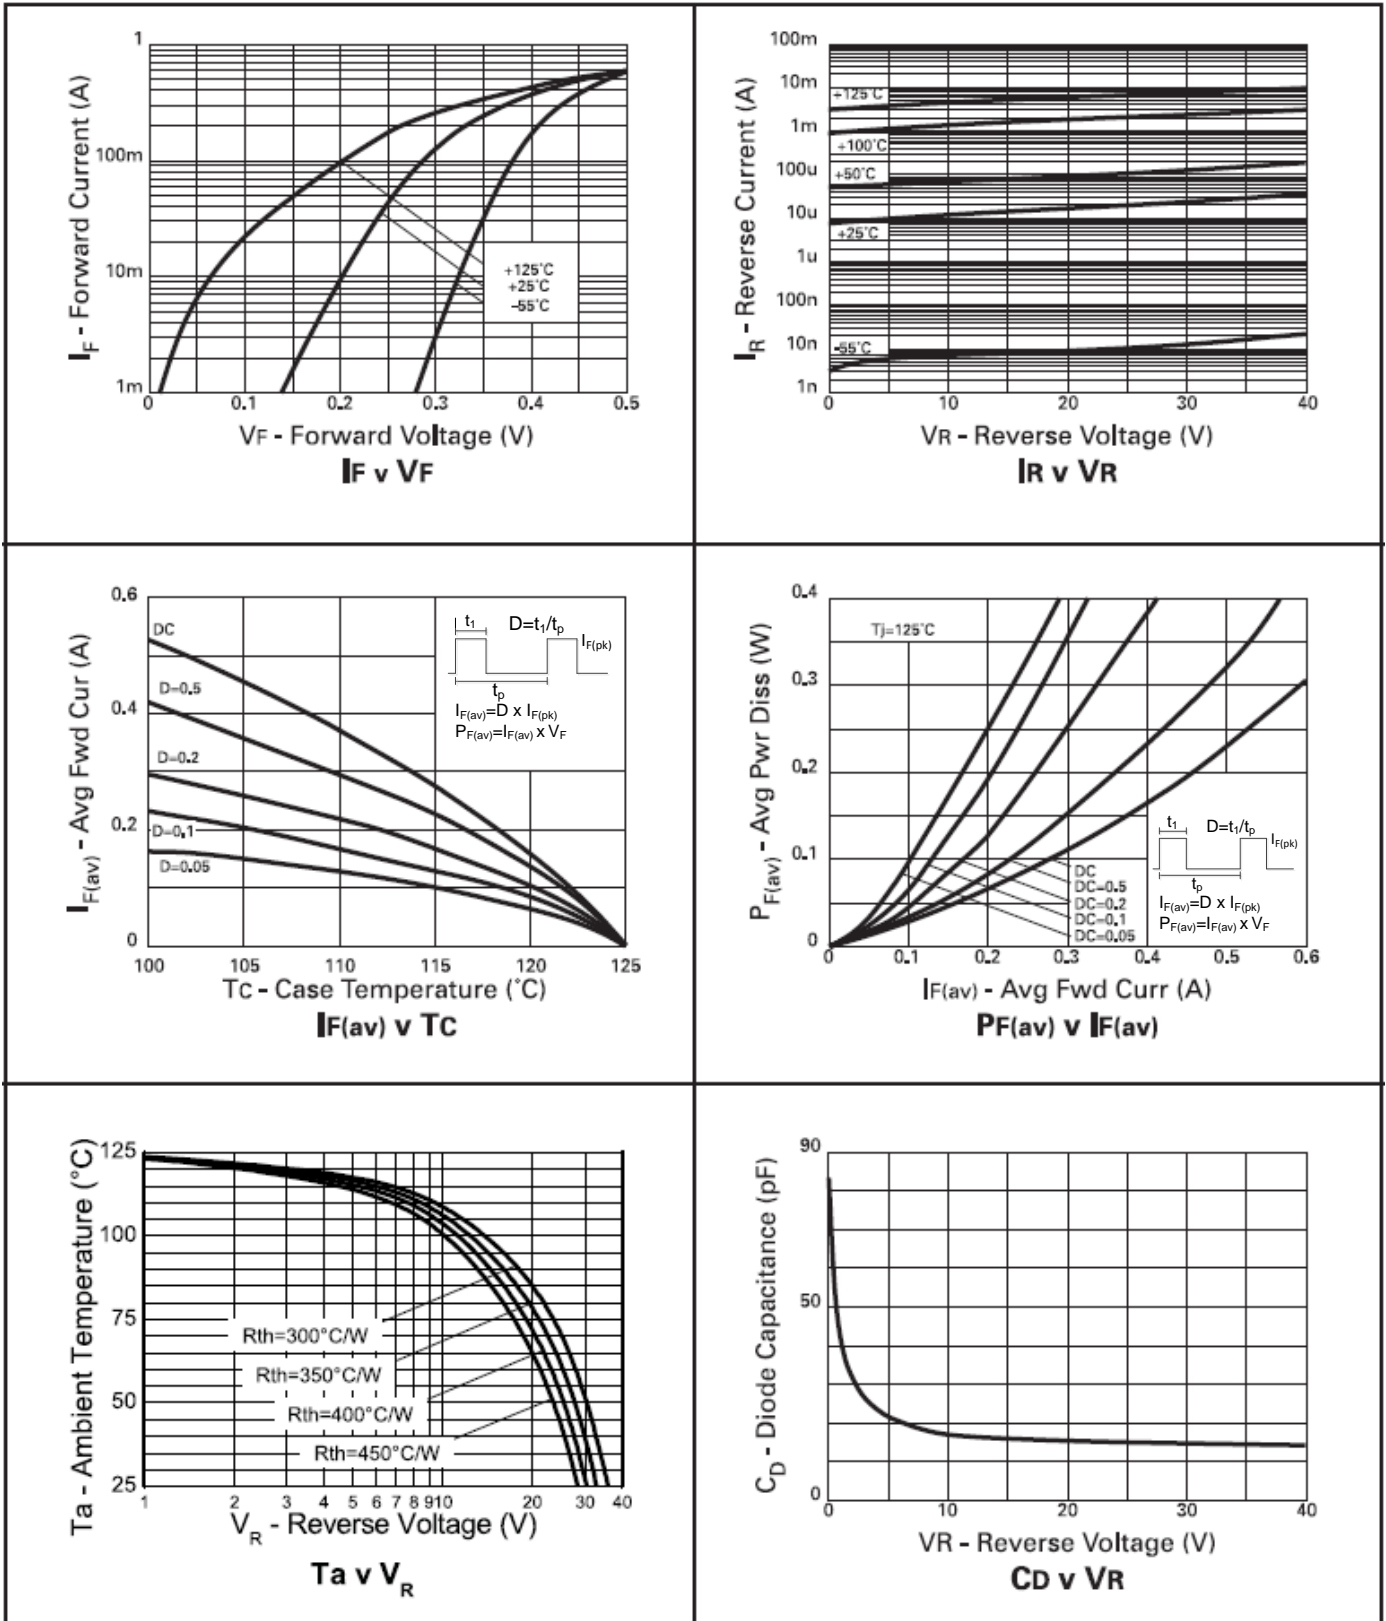 1
100m
10m
1m
0 0.1 0.2 0.3 0.4 0.5
IF - Forward Current (A)
+125°C
+25°C
-55°C
VF - Forward Voltage (V)
IF v VF
100m
10m
1m
100u
10u
1u
100n
10n
1n
0 10 20 30 40
IR - Reverse Current (A)
+125°C
+100°C
+50°C
+25°C
-55°C
VR - Reverse Voltage (V)
IR v VR
0.6
0.4
0.2
0
100 105 110 115 120 125
IF(av) - Avg Fwd Cur (A)
DC
D=0.5
D=0.2
D=0.1
D=0.05
t1 D=t1/tp
IF(pk)
tp
IF(av)=D x IF(pk)
PF(av)=IF(av) x VF
TC - Case Temperature (°C)
IF(av) v TC
0.4
0.3
0.2
0.1
0
0 0.1 0.2 0.3 0.4 0.5 0.6
PF(av) - Avg Pwr Diss (W)
Tj=125°C
DC
DC=0.5
DC=0.2
DC=0.1
DC=0.05
t1 D=t1/tp
IF(pk)
tp
IF(av)=D x IF(pk)
PF(av)=IF(av) x VF
IF(av) - Avg Fwd Curr (A)
PF(av) v IF(av)
125
100
75
50
25
1 2 3 4 5 6 7 8 9 10 20 30 40
Ta - Ambient Temperature (°C)
Rth=300°C/W
Rth=350°C/W
Rth=400°C/W
Rth=450°C/W
VR - Reverse Voltage (V)
Ta v VR
90
50
0
0 10 20 30 40
CD - Diode Capacitance (pF)
VR - Reverse Voltage (V)
CD v VR